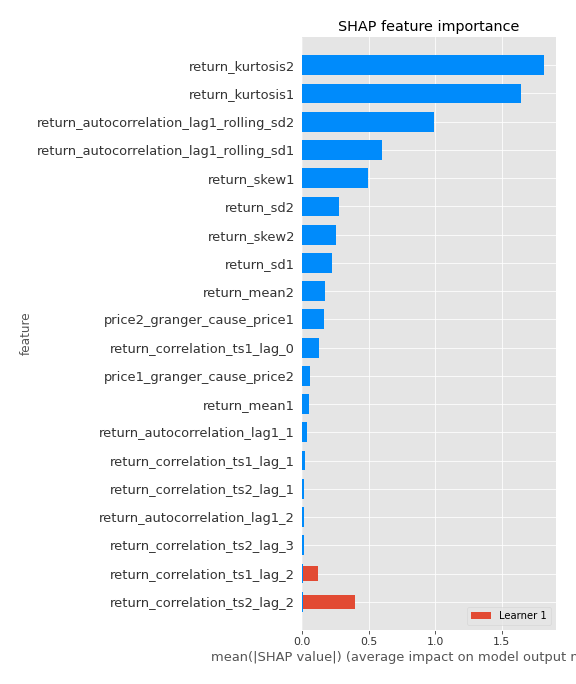 SHAP feature importance
return_kurtosis2
return_kurtosis1
return_autocorrelation_lag1_rolling_sd2
return_autocorrelation_lag1_rolling_sd1
return_skew1
return_sd2
return_skew2
return_sd1
return_mean2
price2_granger_cause_price1
return_correlation_ts1_lag_0
price1_granger_cause_price2
return_mean1
return_autocorrelation_lag1_1
return_correlation_ts1_lag_1
return_correlation_ts2_lag_1
return_autocorrelation_lag1_2
return_correlation_ts2_lag_3
return_correlation_ts1_lag_2
return_correlation_ts2_lag_2
feature
Learner 1
0.0 0.5 1.0 1.5
mean(|SHAP value|) (average impact on model output